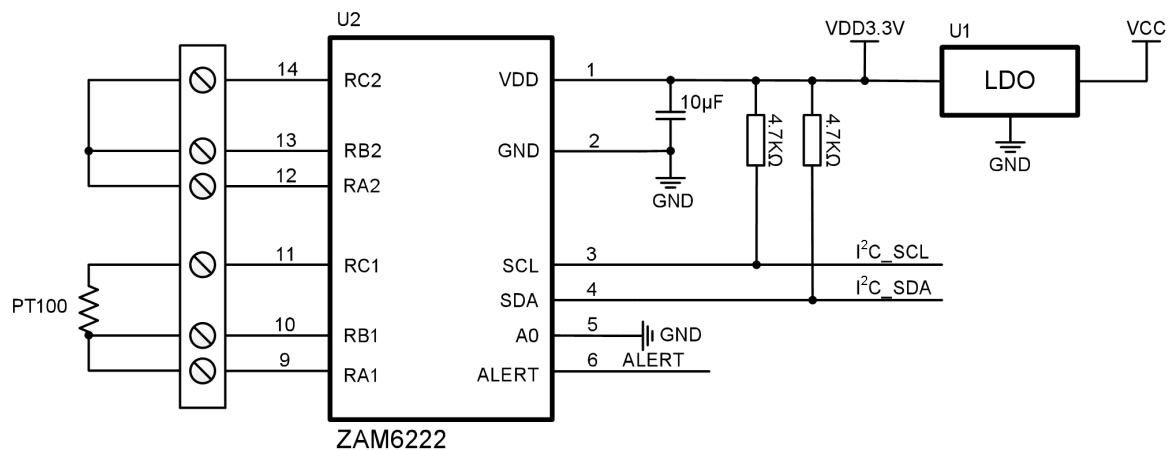 U2
VDD3.3V
U1
VCC
14
RC2
VDD
1
LDO
10μF
13
RB2
GND
2
4.7KΩ
4.7KΩ
GND
12
RA2
GND
11
RC1
SCL
3
I²C_SCL
SDA
4
I²C_SDA
PT100
10
RB1
A0
5
GND
9
RA1
ALERT
6
ALERT
ZAM6222